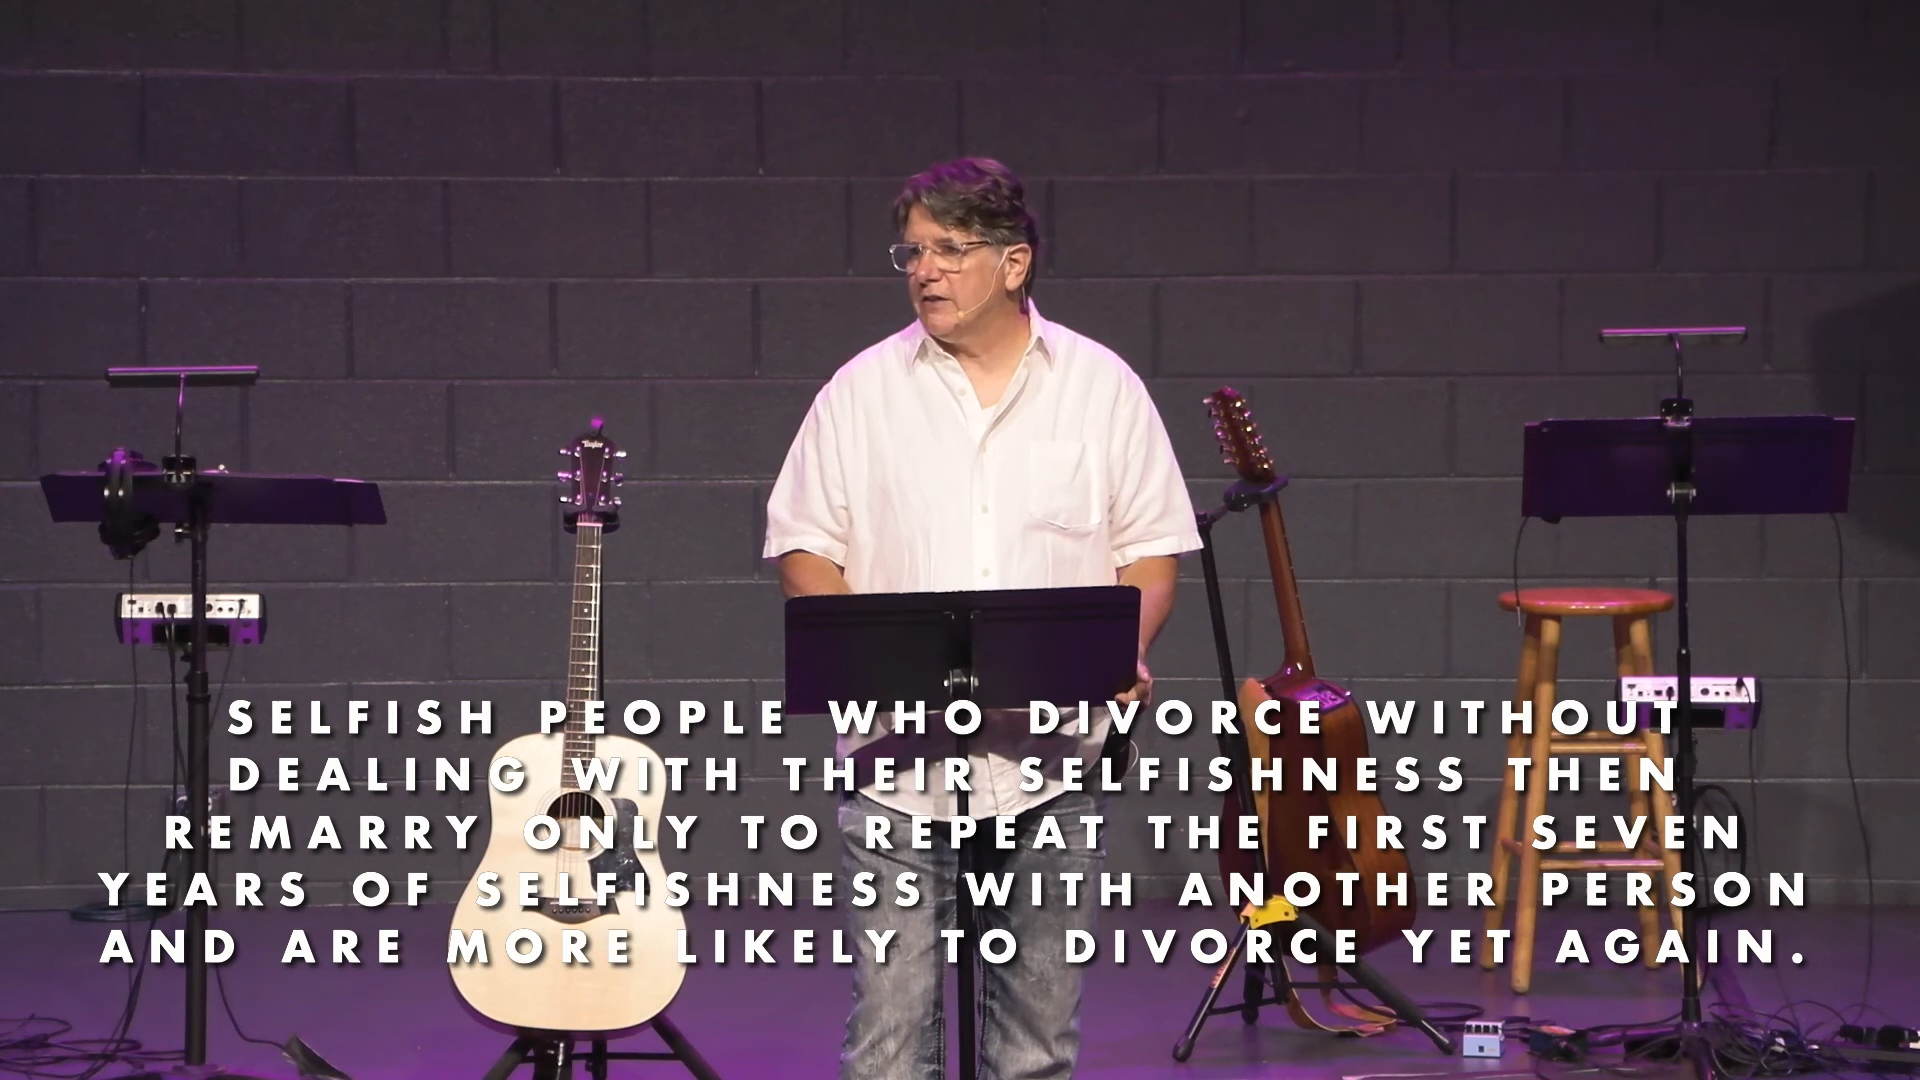 Taylor
SELFISH PEOPLE WHO DIVORCE WITHOUT
DEALING WITH THEIR SELFISHNESS THEN
REMARRY ONLY TO REPEAT THE FIRST SEVEN
YEARS OF SELFISHNESS WITH ANOTHER PERSON
AND ARE MORE LIKELY TO DIVORCE YET AGAIN.